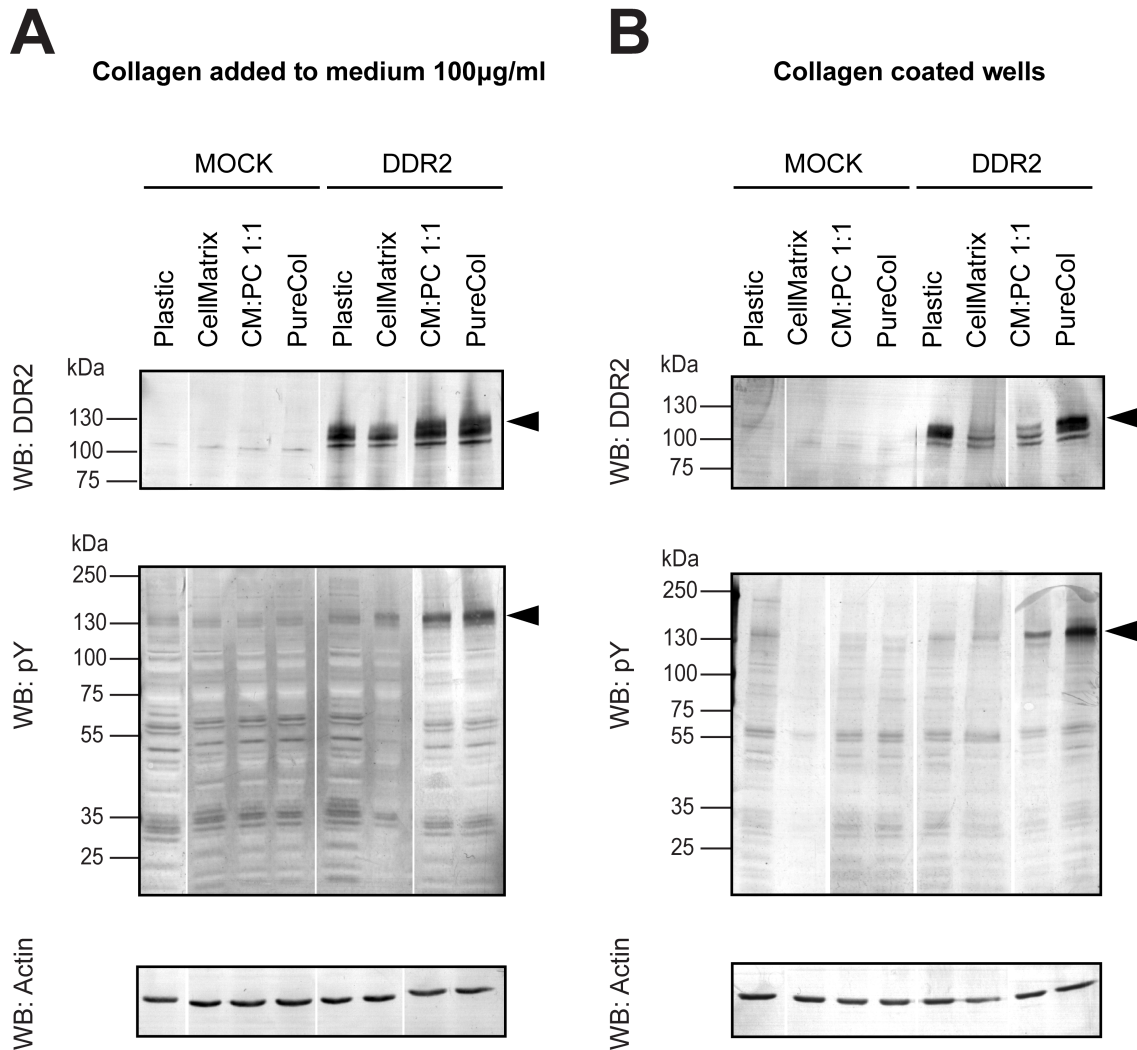 A
Collagen added to medium 100µg/ml
MOCK
DDR2
Plastic
CellMatrix
CM:PC 1:1
PureCol
Plastic
CellMatrix
CM:PC 1:1
PureCol
WB: DDR2
kDa
130
100
75
WB: pY
kDa
250
130
100
75
55
35
25
WB: Actin
B
Collagen coated wells
MOCK
DDR2
Plastic
CellMatrix
CM:PC 1:1
PureCol
Plastic
CellMatrix
CM:PC 1:1
PureCol
WB: DDR2
kDa
130
100
75
WB: pY
kDa
250
130
100
75
55
35
25
WB: Actin